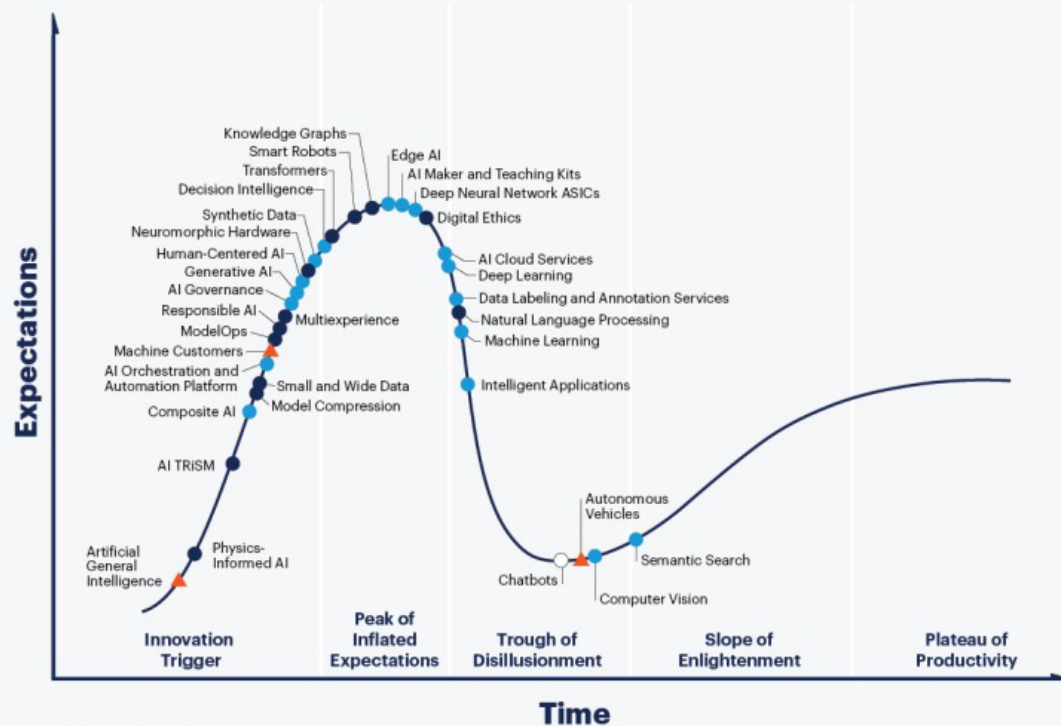 Expectations
Knowledge Graphs
Smart Robots
Transformers
Decision Intelligence
Synthetic Data
Neuromorphic Hardware
Human-Centered AI
Generative AI
AI Governance
Responsible AI
Multiexperience
ModelOps
Machine Customers
AI Orchestration and
Automation Platform
Small and Wide Data
Model Compression
Composite AI
AI TRiSM
Physics-
Informed AI
Artificial
General
Intelligence
Edge AI
AI Maker and Teaching Kits
Deep Neural Network ASICs
Digital Ethics
AI Cloud Services
Deep Learning
Data Labeling and Annotation Services
Natural Language Processing
Machine Learning
Intelligent Applications
Autonomous
Vehicles
Chatbots
Computer Vision
Semantic Search
Innovation
Trigger
Peak of
Inflated
Expectations
Trough of
Disillusionment
Slope of
Enlightenment
Plateau of
Productivity
Time